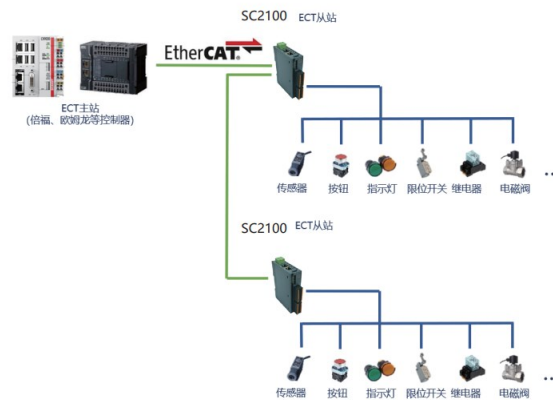 SC2100 ECT从站
EtherCAT®
ECT主站
(倍福、欧姆龙等控制器)
传感器 按钮 指示灯 限位开关 继电器 电磁阀 ...
SC2100 ECT从站
传感器 按钮 指示灯 限位开关 继电器 电磁阀 ...